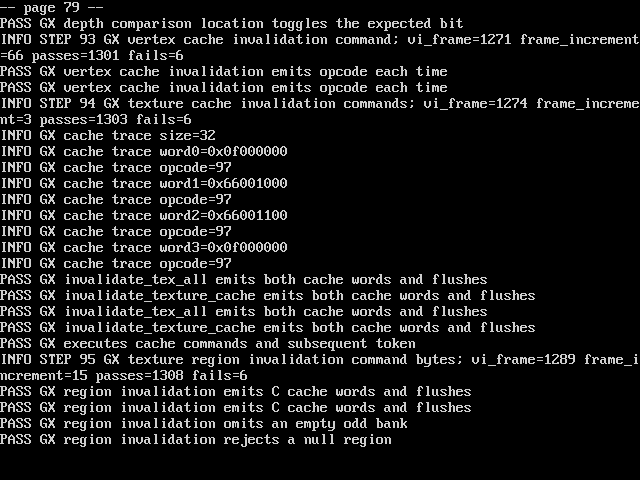 -- page 79 --
PASS GX depth comparison location toggles the expected bit
INFO STEP 93 GX vertex cache invalidation command; vi_frame=1271 frame_increment
=66 passes=1301 fails=6
PASS GX vertex cache invalidation emits opcode each time
PASS GX vertex cache invalidation emits opcode each time
INFO STEP 94 GX texture cache invalidation commands; vi_frame=1274 frame_increme
nt=3 passes=1303 fails=6
INFO GX cache trace size=32
INFO GX cache trace word0=0x0f000000
INFO GX cache trace opcode=97
INFO GX cache trace word1=0x66001000
INFO GX cache trace opcode=97
INFO GX cache trace word2=0x66001100
INFO GX cache trace opcode=97
INFO GX cache trace word3=0x0f000000
INFO GX cache trace opcode=97
PASS GX invalidate_tex_all emits both cache words and flushes
PASS GX invalidate_texture_cache emits both cache words and flushes
PASS GX invalidate_tex_all emits both cache words and flushes
PASS GX invalidate_texture_cache emits both cache words and flushes
PASS GX executes cache commands and subsequent token
INFO STEP 95 GX texture region invalidation command bytes; vi_frame=1289 frame_i
ncrement=15 passes=1308 fails=6
PASS GX region invalidation emits C cache words and flushes
PASS GX region invalidation emits C cache words and flushes
PASS GX region invalidation omits an empty odd bank
PASS GX region invalidation rejects a null region